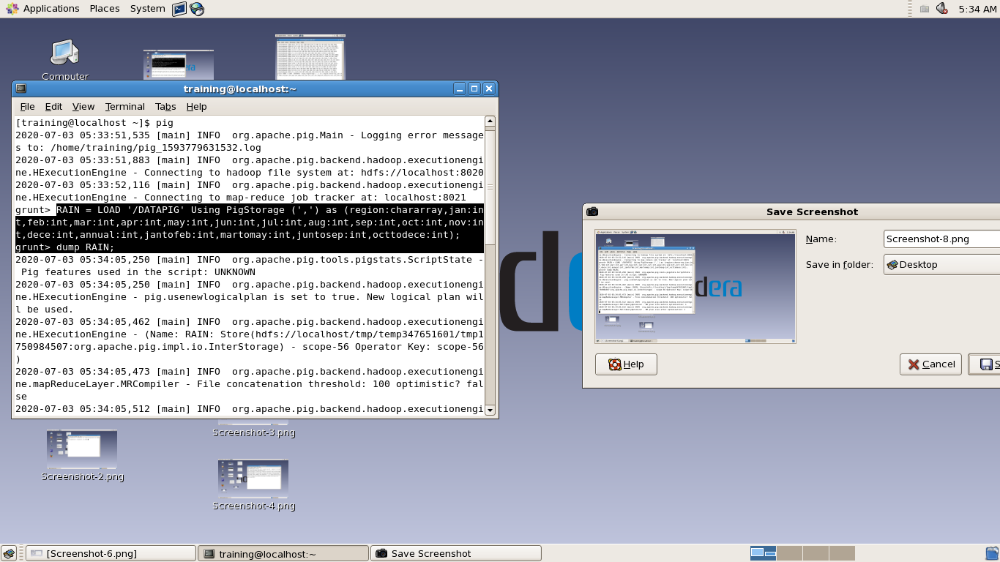 Applications Places System 5:34 AM
Computer
training@localhost:~
File Edit View Terminal Tabs Help
[training@localhost ~]$ pig
2020-07-03 05:33:51,535 [main] INFO  org.apache.pig.Main - Logging error message
s to: /home/training/pig_1593779631532.log
2020-07-03 05:33:51,883 [main] INFO  org.apache.pig.backend.hadoop.executionengi
ne.HExecutionEngine - Connecting to hadoop file system at: hdfs://localhost:8020
2020-07-03 05:33:52,116 [main] INFO  org.apache.pig.backend.hadoop.executionengi
ne.HExecutionEngine - Connecting to map-reduce job tracker at: localhost:8021
grunt> RAIN = LOAD '/DATAPIG' Using PigStorage (',') as (region:chararray,jan:in
t,feb:int,mar:int,apr:int,may:int,jun:int,jul:int,aug:int,sep:int,oct:int,nov:in
t,dece:int,annual:int,jantofeb:int,martomay:int,juntosep:int,octtodece:int);
grunt> dump RAIN;
2020-07-03 05:34:05,250 [main] INFO  org.apache.pig.tools.pigstats.ScriptState -
 Pig features used in the script: UNKNOWN
2020-07-03 05:34:05,250 [main] INFO  org.apache.pig.backend.hadoop.executionengi
ne.HExecutionEngine - pig.usenewlogicalplan is set to true. New logical plan wil
l be used.
2020-07-03 05:34:05,462 [main] INFO  org.apache.pig.backend.hadoop.executionengi
ne.HExecutionEngine - (Name: RAIN: Store(hdfs://localhost/tmp/temp347651601/tmp1
750984507:org.apache.pig.impl.io.InterStorage) - scope-56 Operator Key: scope-56
)
2020-07-03 05:34:05,473 [main] INFO  org.apache.pig.backend.hadoop.executionengi
ne.mapReduceLayer.MRCompiler - File concatenation threshold: 100 optimistic? fal
se
2020-07-03 05:34:05,512 [main] INFO  org.apache.pig.backend.hadoop.executionengi
Save Screenshot
Name: Screenshot-8.png
Save in folder: Desktop
dera
Help Cancel S
Screenshot-3.png
Screenshot-2.png
Screenshot-4.png
[Screenshot-6.png] training@localhost:~ Save Screenshot